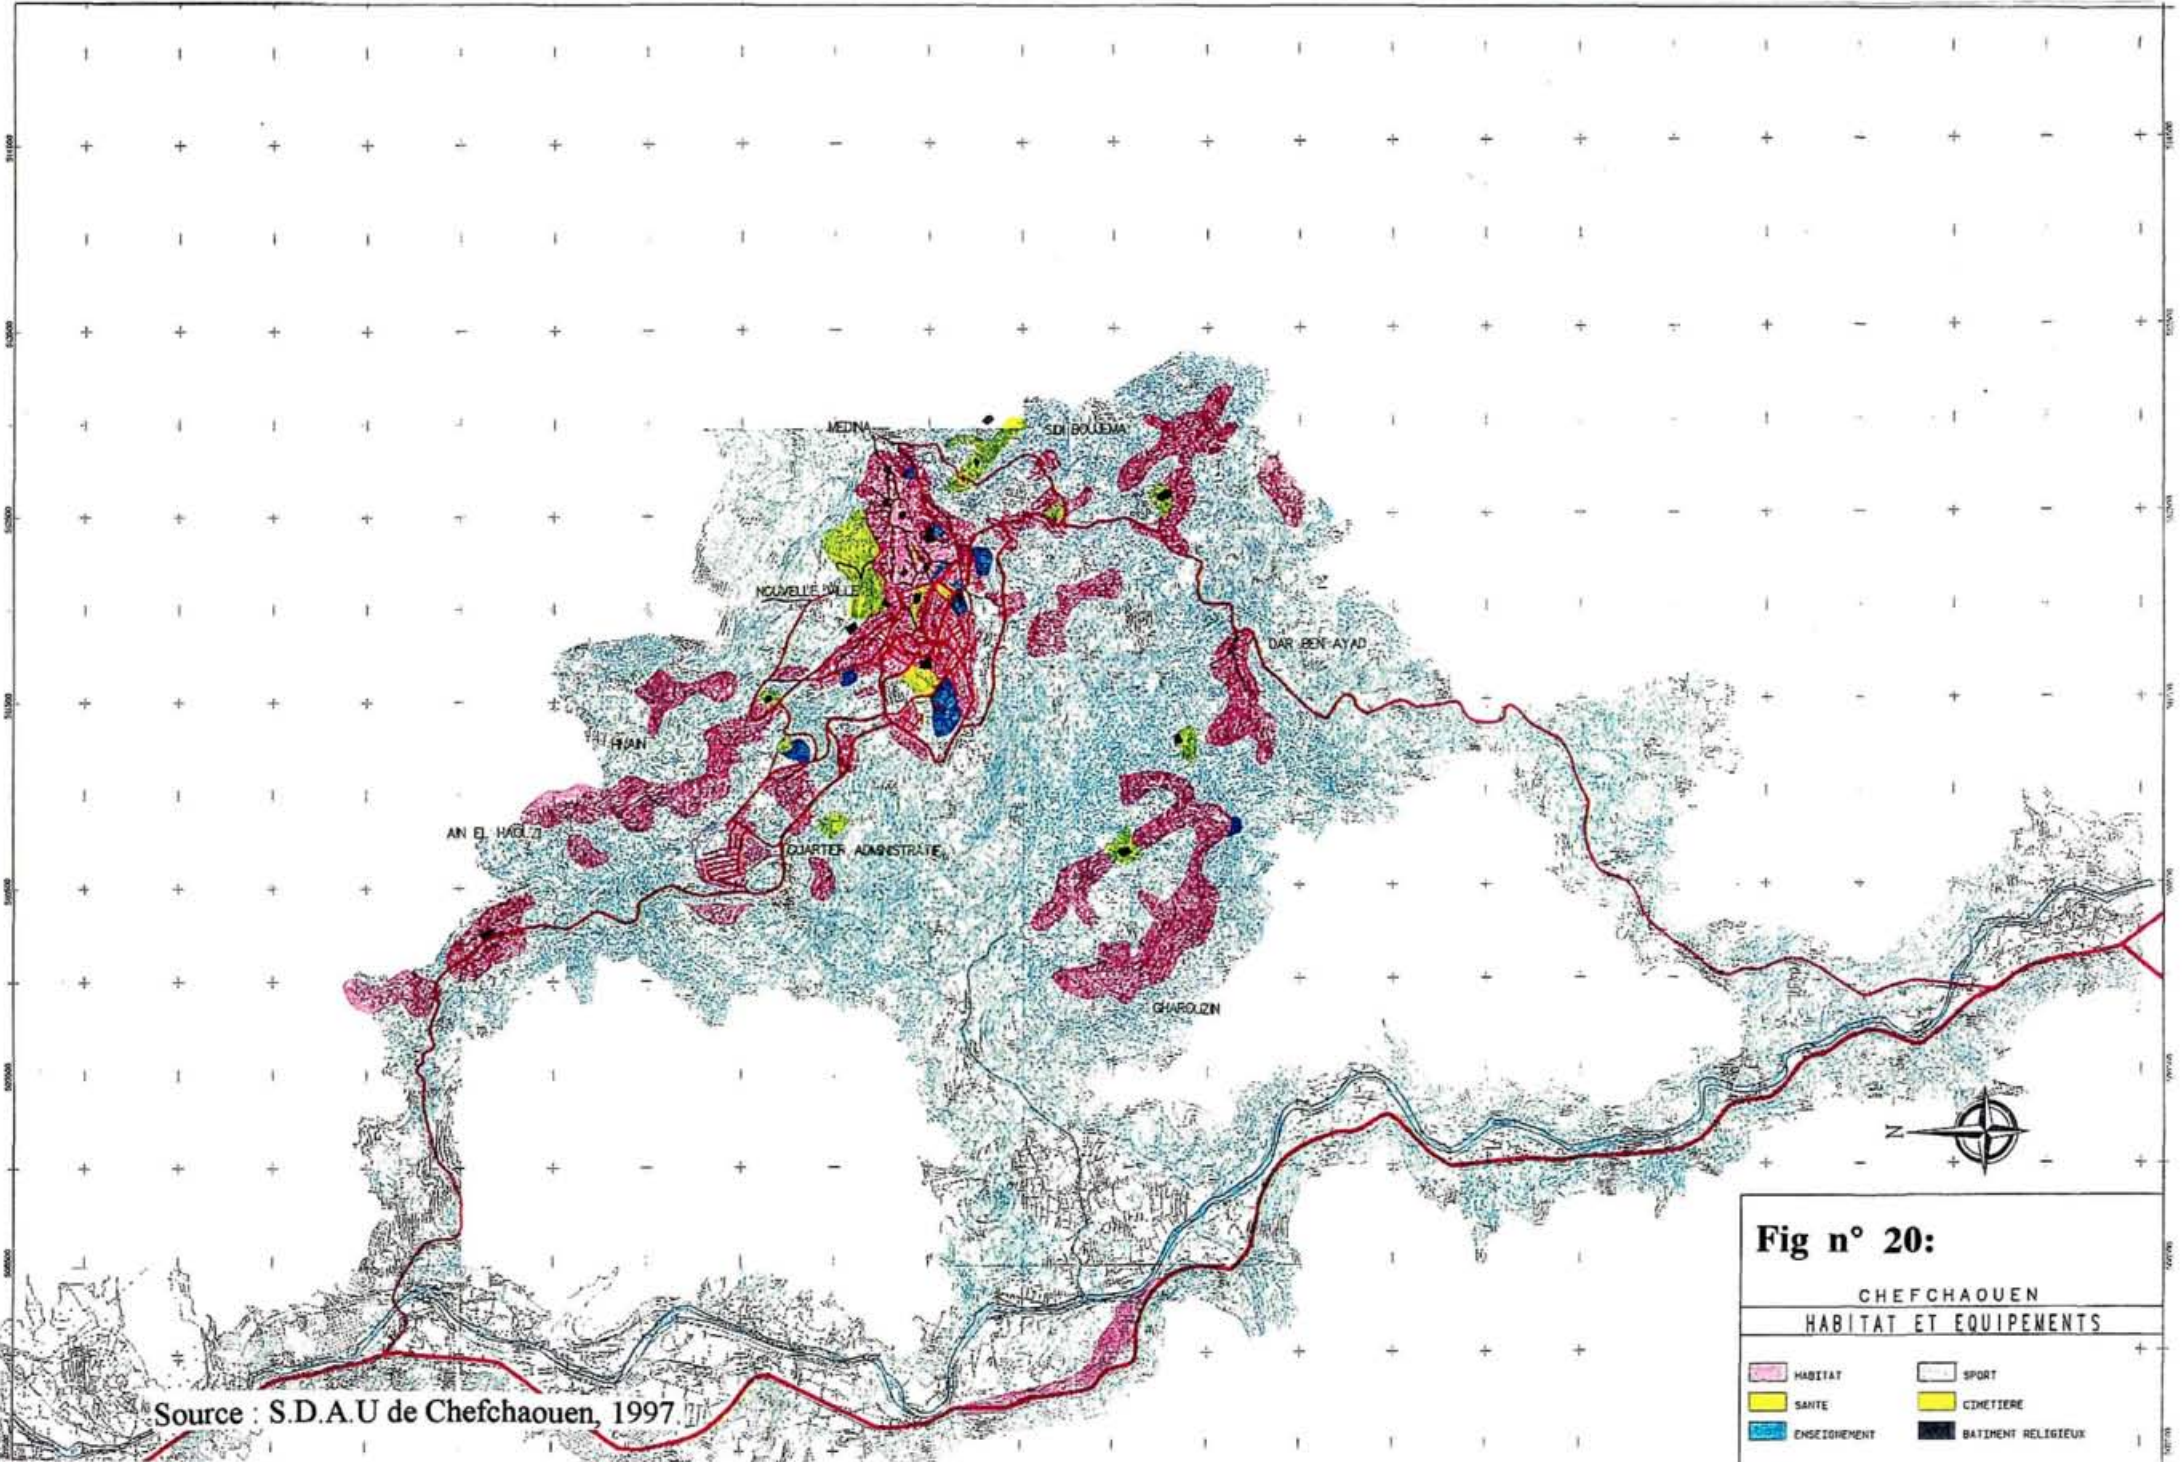 MEDINA
SIDI BOUJEMA
NOUVELLE VILLE
DAR BEN AYAD
HNAIN
AIN EL HAOUZI
QUARTIER ADMINISTRATIF
GHAROUZIN
N
Fig n° 20:
CHEFCHAOUEN
HABITAT ET EQUIPEMENTS
HABITAT
SPORT
SANTE
CIMETIERE
ENSEIGNEMENT
BATIMENT RELIGIEUX
Source : S.D.A.U de Chefchaouen, 1997.